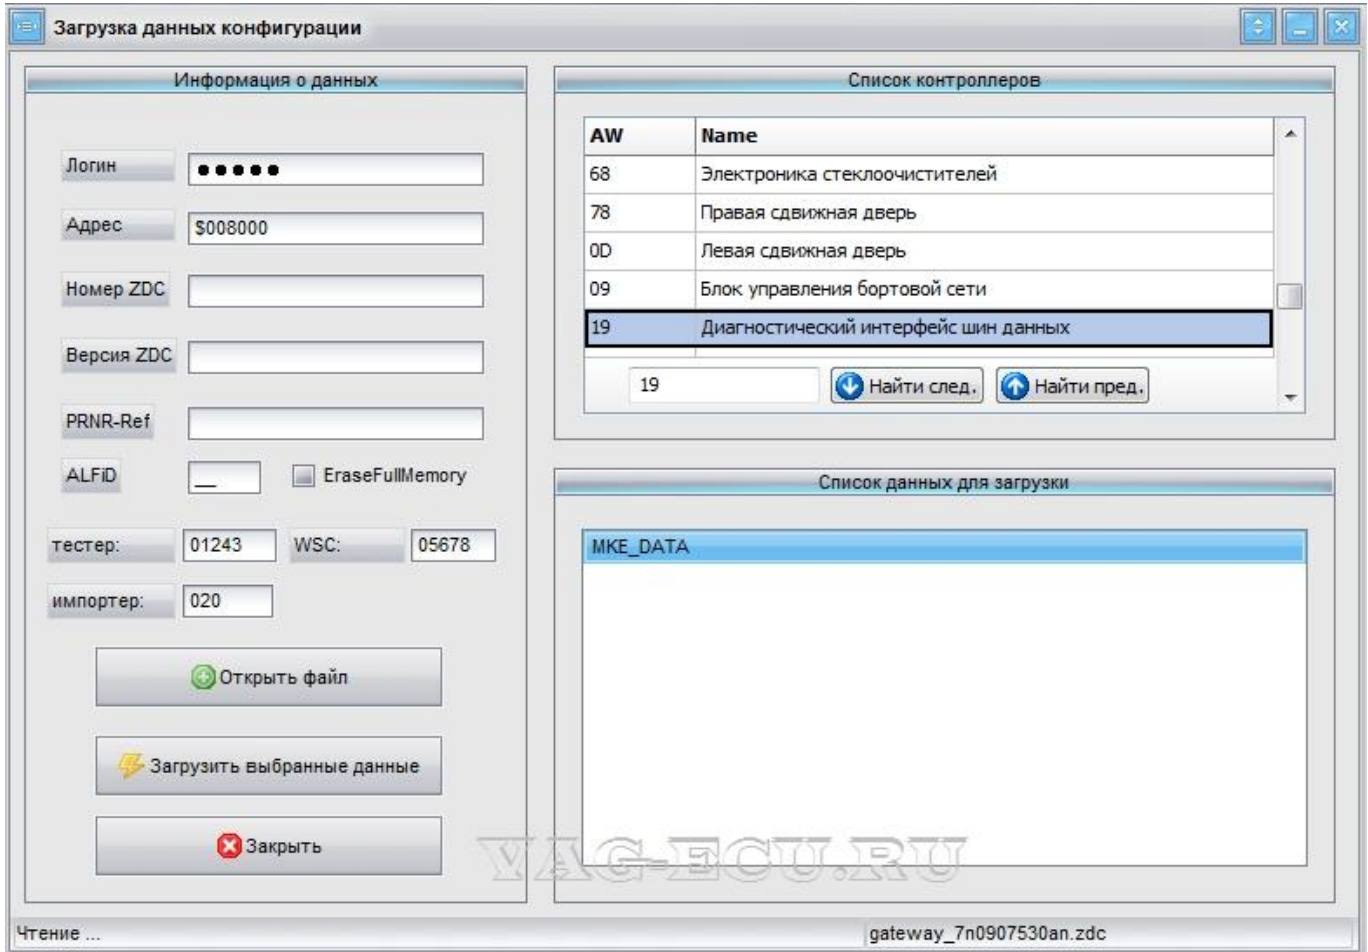 Загрузка данных конфигурации
Информация о данных
Логин ●●●●●
Адрес $008000
Номер ZDC
Версия ZDC
PRNR-Ref
ALFiD __ EraseFullMemory
тестер: 01243 WSC: 05678
импортер: 020
Открыть файл
Загрузить выбранные данные
Закрыть
Список контроллеров
AW Name
68 Электроника стеклоочистителей
78 Правая сдвижная дверь
0D Левая сдвижная дверь
09 Блок управления бортовой сети
19 Диагностический интерфейс шин данных
19 Найти след. Найти пред.
Список данных для загрузки
MKE_DATA
VAG-ECU.RU
Чтение ... gateway_7n0907530an.zdc